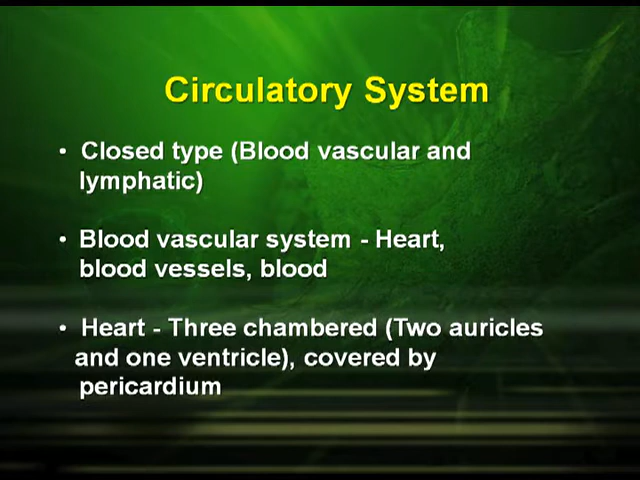 Circulatory System
• Closed type (Blood vascular and
lymphatic)
• Blood vascular system - Heart,
blood vessels, blood
• Heart - Three chambered (Two auricles
and one ventricle), covered by
pericardium